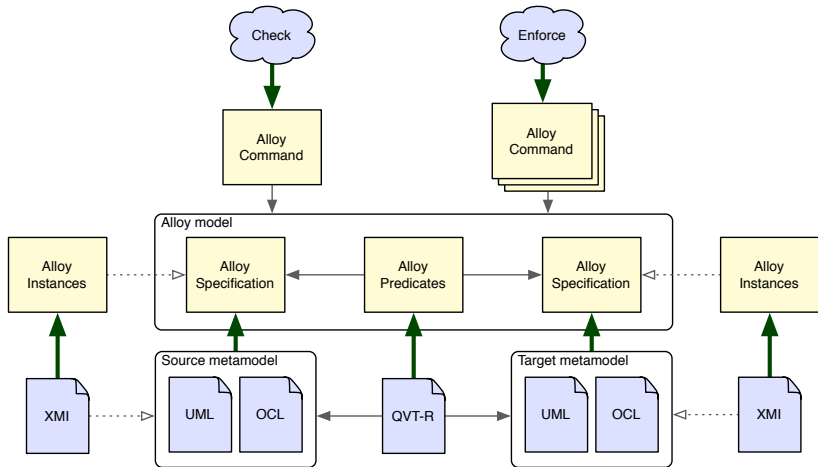 Check
Enforce
Alloy
Command
Alloy
Command
Alloy model
Alloy
Instances
Alloy
Specification
Alloy
Predicates
Alloy
Specification
Alloy
Instances
Source metamodel
Target metamodel
XMI
UML
OCL
QVT-R
UML
OCL
XMI